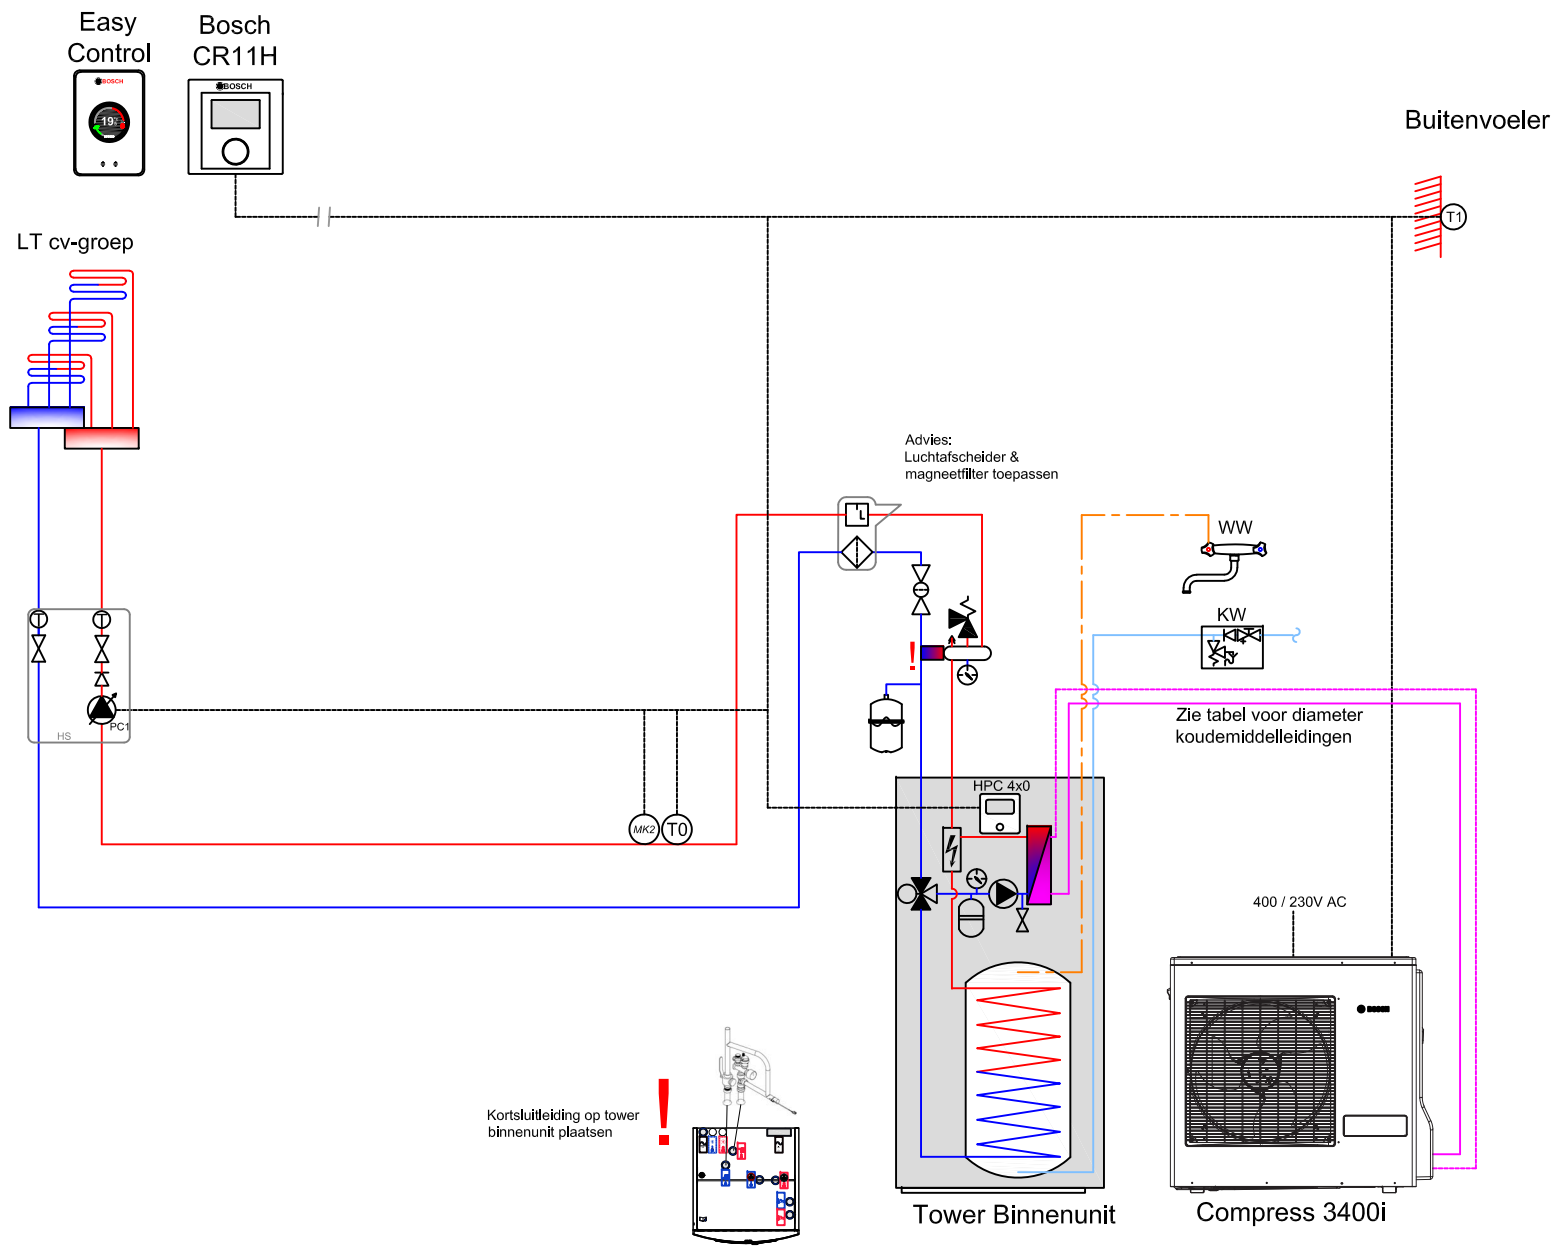 Easy
Control
Bosch
CR11H
BOSCH
BOSCH
19
Buitenvoeler
T1
LT cv-groep
Advies:
Luchtafscheider &
magneetfilter toepassen
L
WW
KW
T
T
PC1
HS
!
Zie tabel voor diameter
koudemiddelleidingen
HPC 4x0
MK2
T0
400 / 230V AC
BOSCH
Kortsluitleiding op tower
binnenunit plaatsen
!
Tower Binnenunit
Compress 3400i